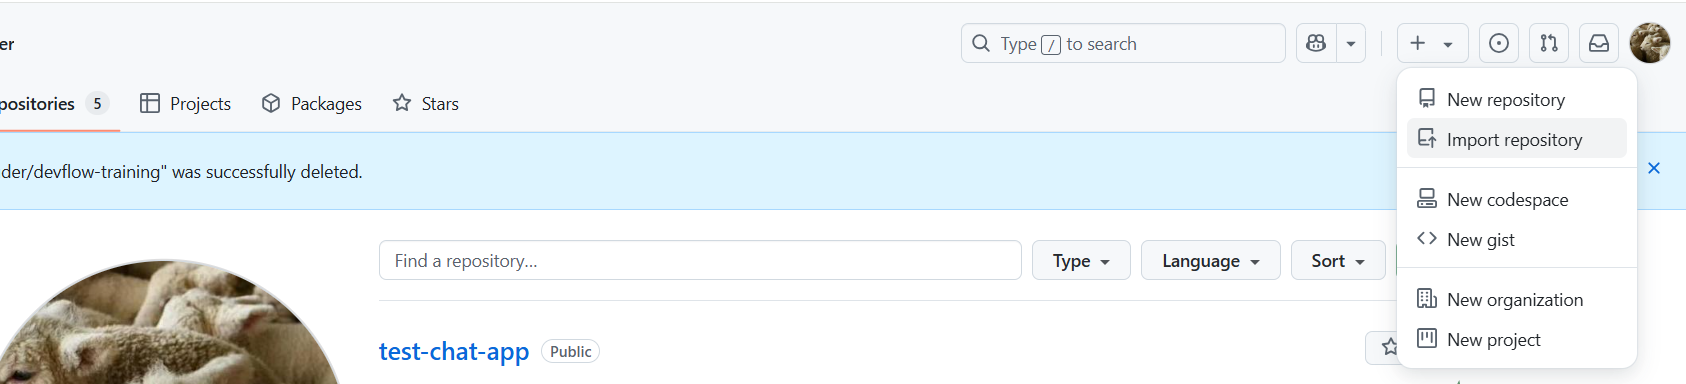 er
Type / to search
positories 5 Projects Packages Stars
New repository
Import repository
der/devflow-training" was successfully deleted.
New codespace
New gist
Find a repository...
Type Language Sort
New organization
New project
test-chat-app Public